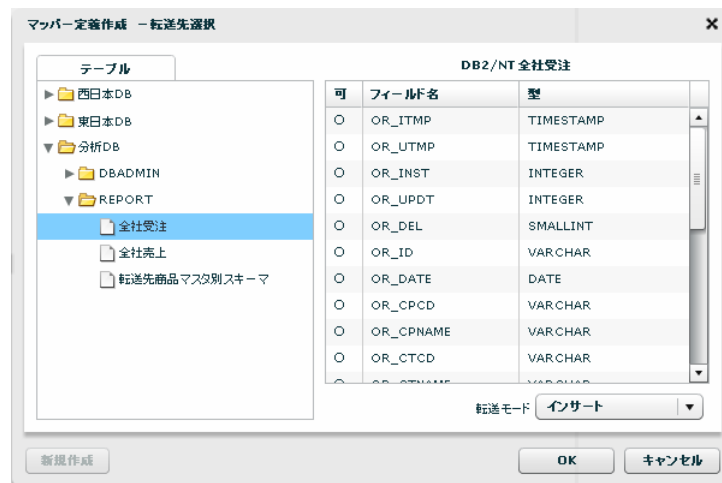 マッパー定義作成 －転送先選択
テーブル
西日本DB
東日本DB
分析DB
DBADMIN
REPORT
全社受注
全社売上
転送先商品マスタ別スキーマ
DB2/NT 全社受注
可 フィールド名 型
○ OR_ITMP TIMESTAMP
○ OR_UTMP TIMESTAMP
○ OR_INST INTEGER
○ OR_UPDT INTEGER
○ OR_DEL SMALLINT
○ OR_ID VARCHAR
○ OR_DATE DATE
○ OR_CPCD VARCHAR
○ OR_CPNAME VARCHAR
○ OR_CTCD VARCHAR
転送モード インサート
新規作成 OK キャンセル